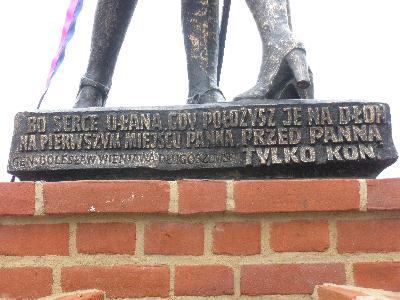 BO SERCE UŁANA, GDY POŁOŻYSZ JE NA DŁOŃ
NA PIERWSZYM MIEJSCU PANNA, PRZED PANNĄ
TYLKO KOŃ
GEN. BOLESŁAW WIENIAWA-DŁUGOSZOWSKI